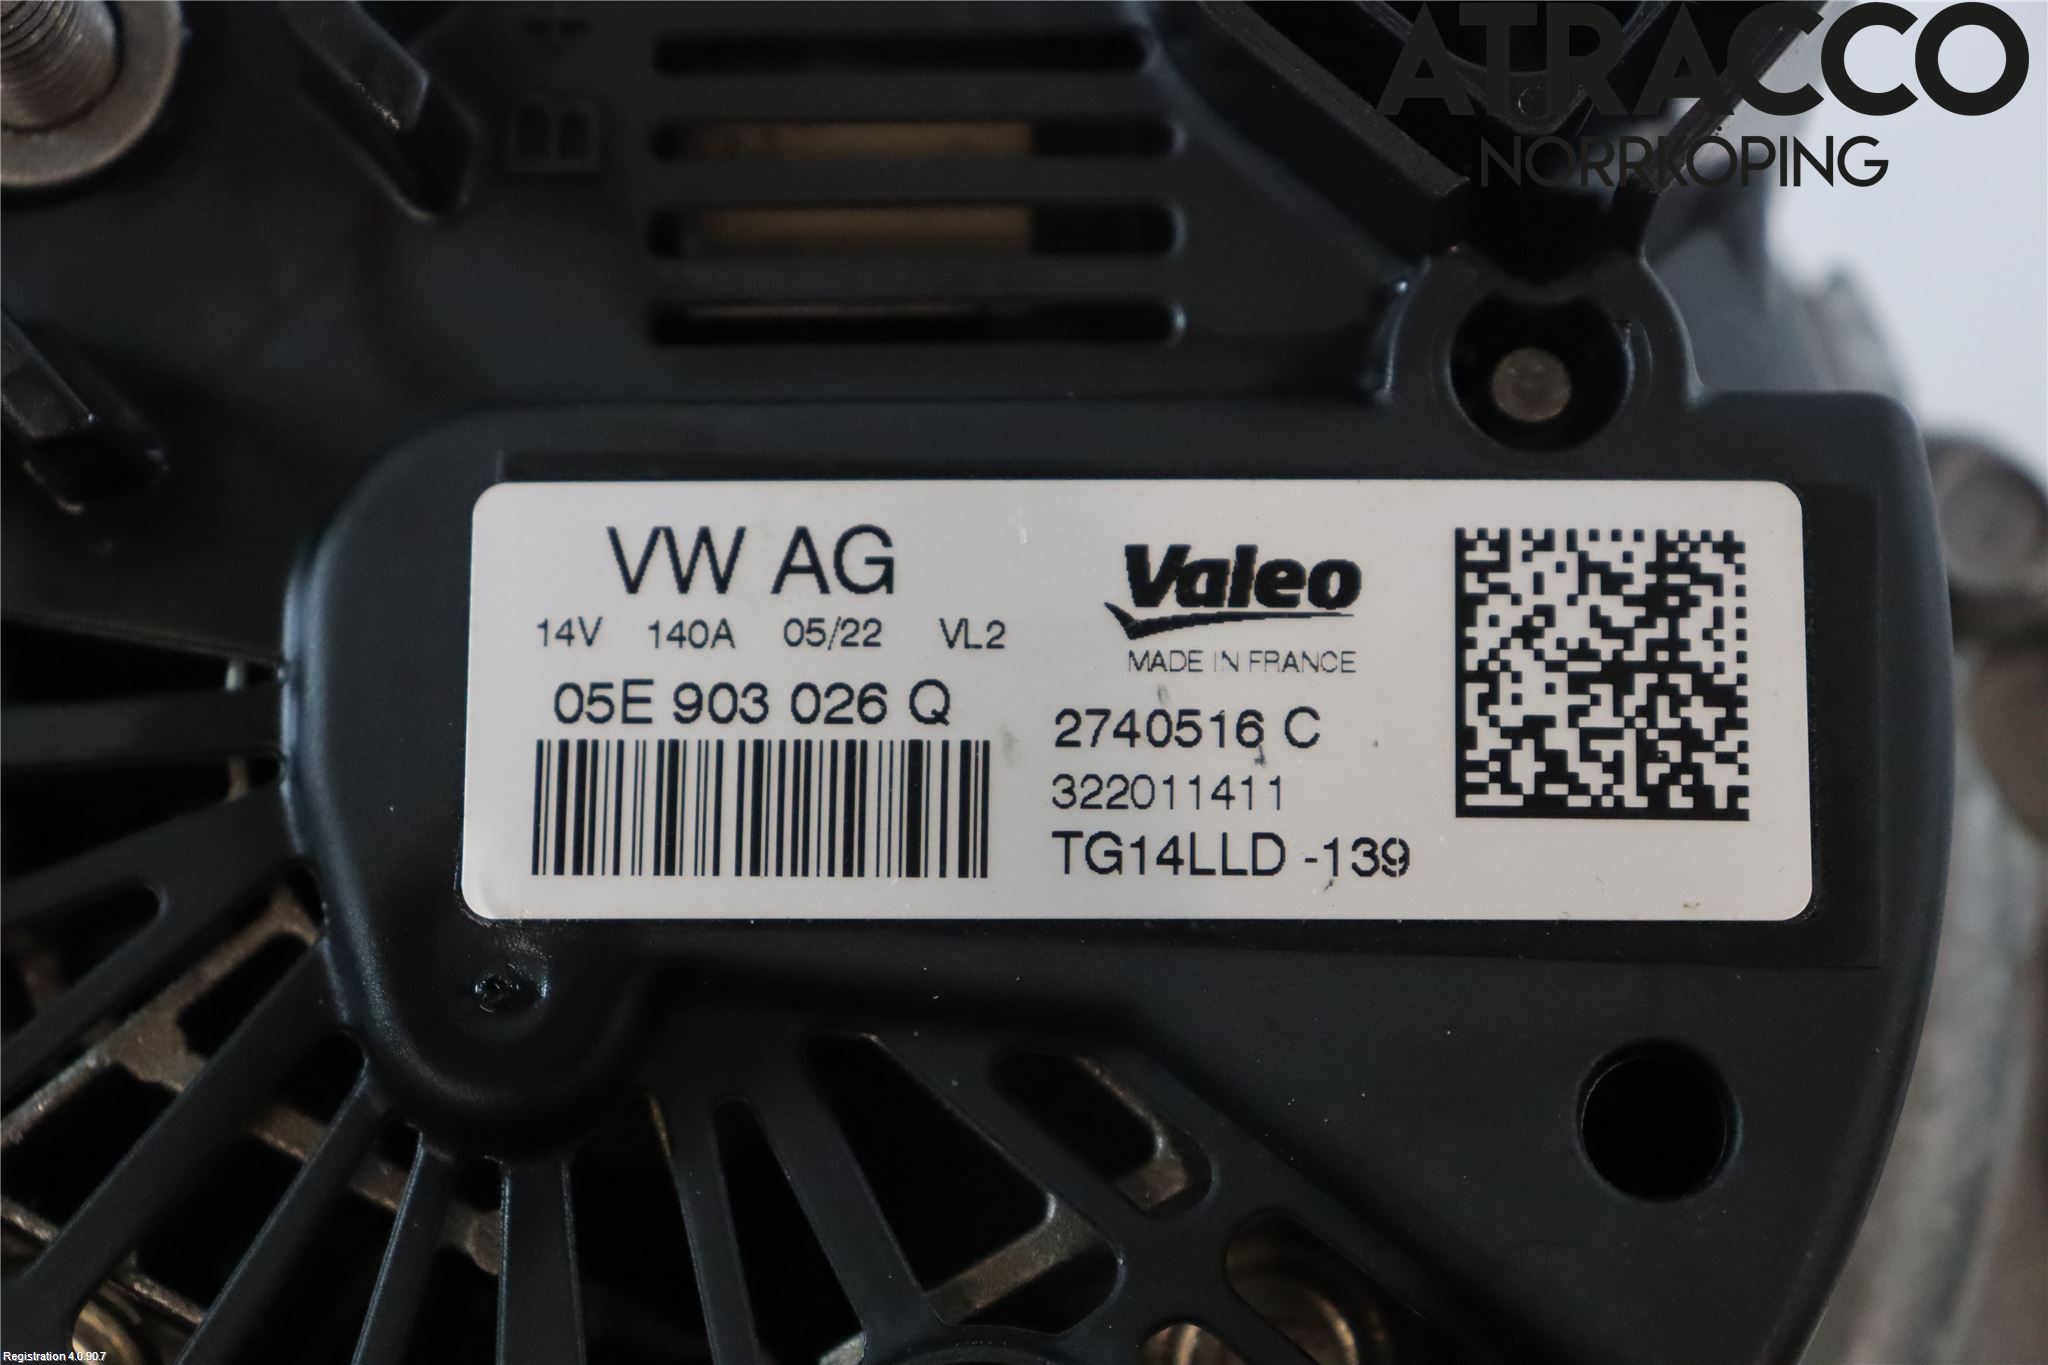 ATRACCO
NORRKÖPING
B+
VW AG
14V 140A 05/22 VL2
05E 903 026 Q
Valeo
MADE IN FRANCE
2740516 C
322011411
TG14LLD -139
Registration 4.0.90.7